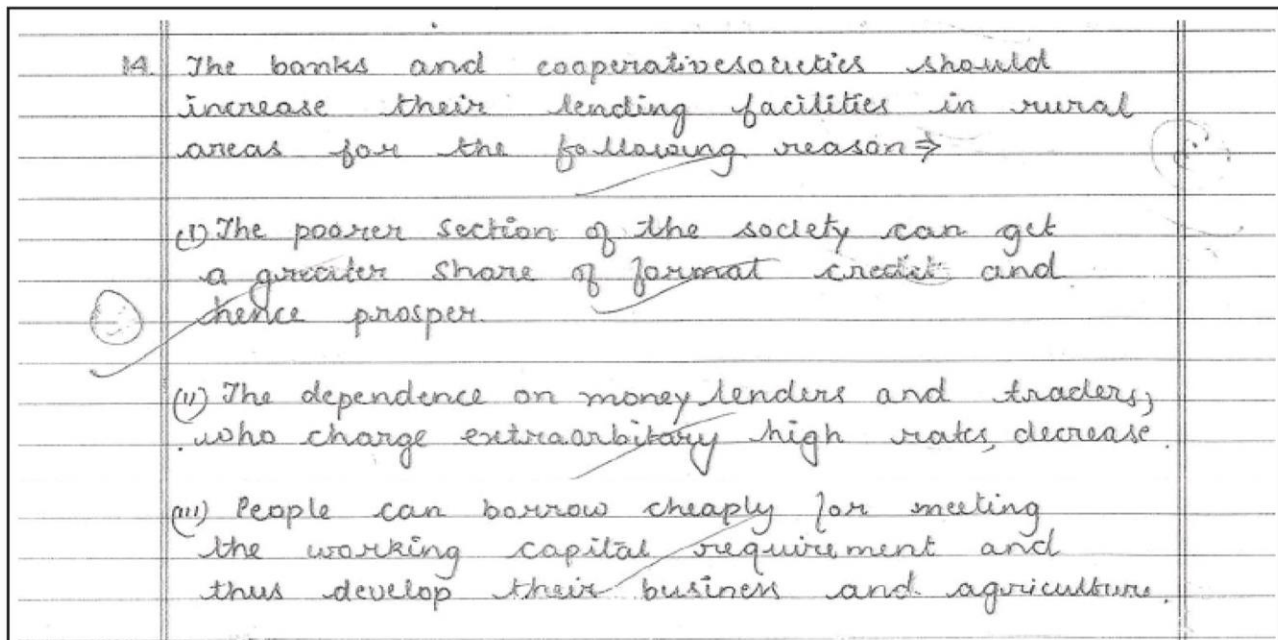 14. The banks and cooperativesocieties should
increase their lending facilities in rural
areas for the following reason⇒
(I) The poorer section of the society can get
a greater share of formal credit and
hence prosper.
(II) The dependence on money lenders and traders,
who charge extraarbitary high rates, decrease.
(III) People can borrow cheaply for meeting
the working capital requirement and
thus develop their business and agriculture.